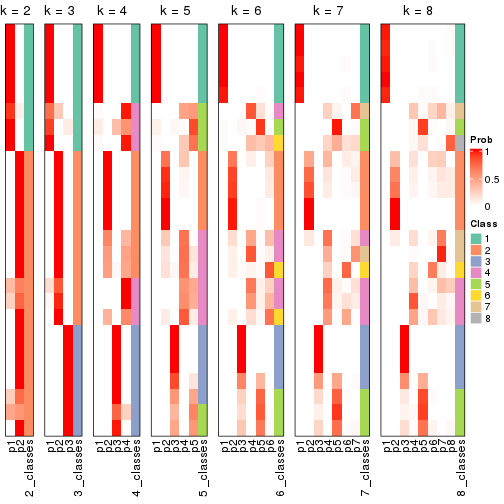 k = 2 k = 3 k = 4 k = 5 k = 6 k = 7 k = 8
Prob
1
0.5
0
Class
1
2
3
4
5
6
7
8
p1 p2 2_classes
p1 p2 p3 3_classes
p1 p2 p3 p4 4_classes
p1 p2 p3 p4 p5 5_classes
p1 p2 p3 p4 p5 p6 6_classes
p1 p2 p3 p4 p5 p6 p7 7_classes
p1 p2 p3 p4 p5 p6 p7 p8 8_classes